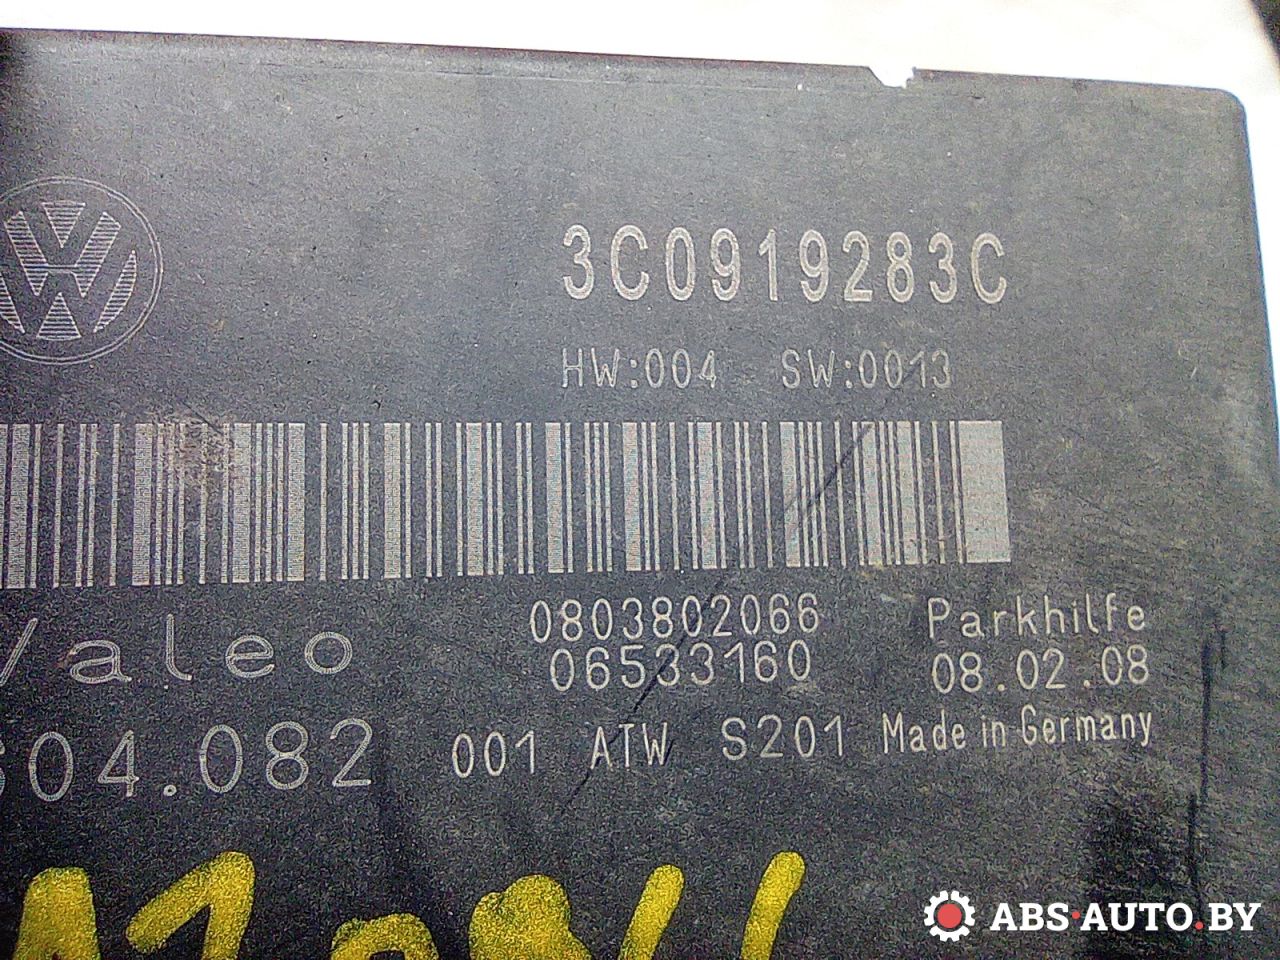 3C0919283C
HW:004 SW:0013
0803802066 Parkhilfe
Valeo 06533160 08.02.08
604.082 001 ATW S201 Made in Germany
ABS-AUTO.BY